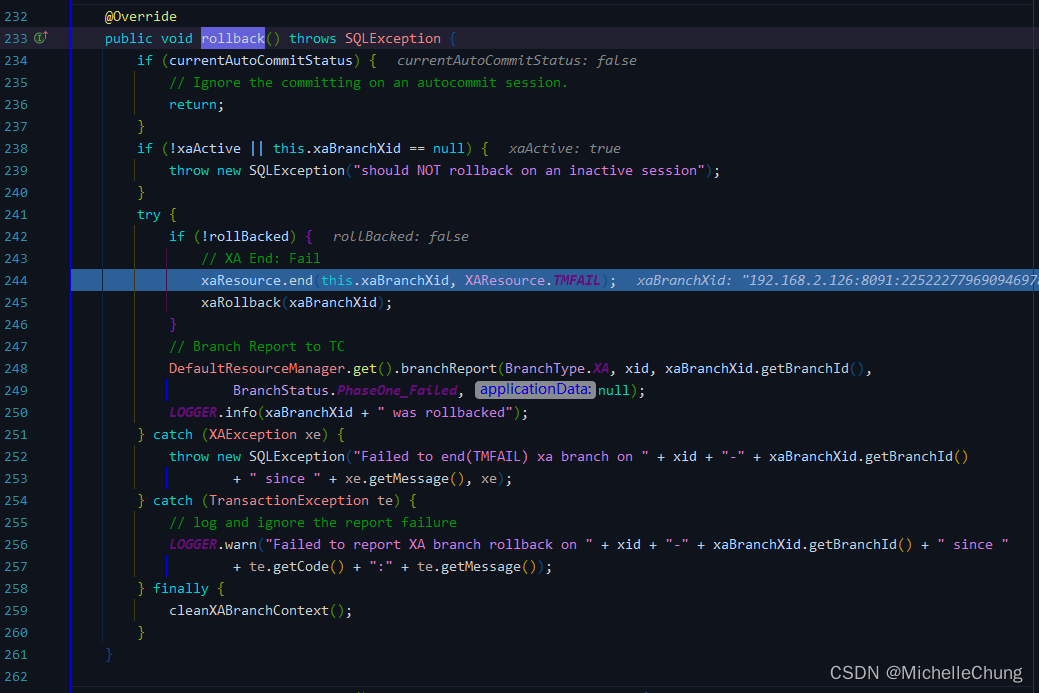 232 @Override
233 public void rollback() throws SQLException {
234 if (currentAutoCommitStatus) { currentAutoCommitStatus: false
235 // Ignore the committing on an autocommit session.
236 return;
237 }
238 if (!xaActive || this.xaBranchXid == null) { xaActive: true
239 throw new SQLException("should NOT rollback on an inactive session");
240 }
241 try {
242 if (!rollBacked) { rollBacked: false
243 // XA End: Fail
244 xaResource.end(this.xaBranchXid, XAResource.TMFAIL); xaBranchXid: "192.168.2.126:8091:22522277969094697
245 xaRollback(xaBranchXid);
246 }
247 // Branch Report to TC
248 DefaultResourceManager.get().branchReport(BranchType.XA, xid, xaBranchXid.getBranchId(),
249 BranchStatus.PhaseOne_Failed, applicationData: null);
250 LOGGER.info(xaBranchXid + " was rollbacked");
251 } catch (XAException xe) {
252 throw new SQLException("Failed to end(TMFAIL) xa branch on " + xid + "-" + xaBranchXid.getBranchId()
253 + " since " + xe.getMessage(), xe);
254 } catch (TransactionException te) {
255 // log and ignore the report failure
256 LOGGER.warn("Failed to report XA branch rollback on " + xid + "-" + xaBranchXid.getBranchId() + " since "
257 + te.getCode() + ":" + te.getMessage());
258 } finally {
259 cleanXABranchContext();
260 }
261 }
262
CSDN @MichelleChung